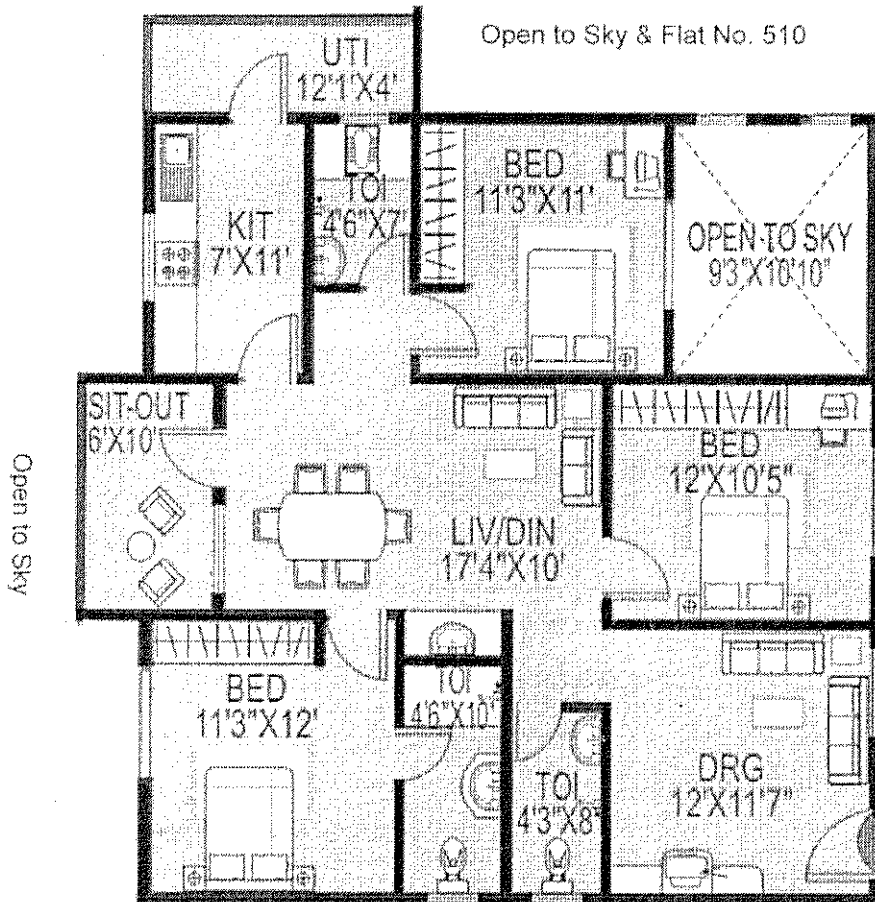 Open to Sky & Flat No. 510
UTI
12'1'X4'
BED
11'3"X11'
TOI
4'6"X7'
KIT
7'X11'
OPEN TO SKY
9'3"X10'10"
SIT-OUT
6'X10'
BED
12'X10'5"
Open to Sky
LIV/DIN
17'4"X10'
BED
11'3"X12'
TOI
4'6"X10'
TOI
4'3"X8'
DRG
12'X11'7"